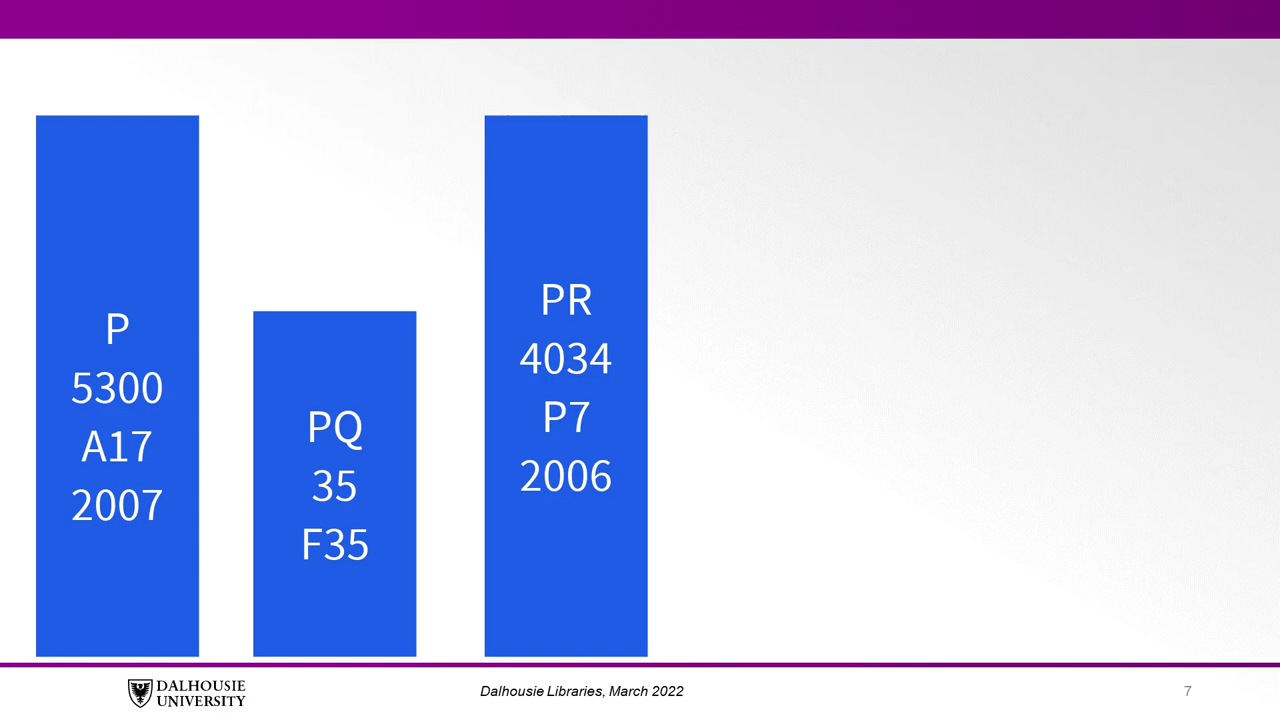 P
5300
A17
2007
PQ
35
F35
PR
4034
P7
2006
DALHOUSIE
UNIVERSITY
Dalhousie Libraries, March 2022
7